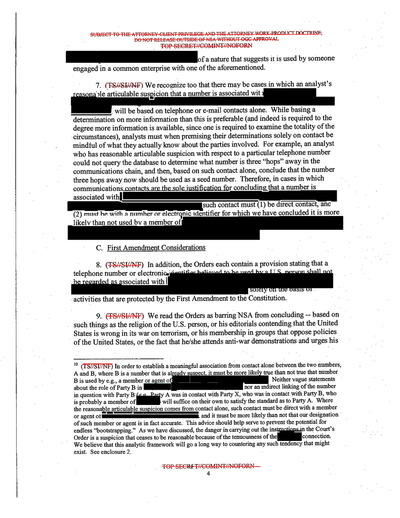 SUBJECT TO THE ATTORNEY-CLIENT PRIVILEGE AND THE ATTORNEY WORK-PRODUCT DOCTRINE;
DO NOT RELEASE OUTSIDE OF NSA WITHOUT OGC APPROVAL
TOP SECRET//COMINT//NOFORN
of a nature that suggests it is used by someone
engaged in a common enterprise with one of the aforementioned.
7. (TS//SI//NF) We recognize too that there may be cases in which an analyst's
reasonable articulable suspicion that a number is associated wit
will be based on telephone or e-mail contacts alone. While basing a
determination on more information than this is preferable (and indeed is required to the
degree more information is available, since one is required to examine the totality of the
circumstances), analysts must when premising their determinations solely on contact be
mindful of what they actually know about the parties involved. For example, an analyst
who has reasonable articulable suspicion with respect to a particular telephone number
could not query the database to determine what number is three "hops" away in the
communications chain, and then, based on such contact alone, conclude that the number
three hops away now should be used as a seed number. Therefore, in cases in which
communications contacts are the sole justification for concluding that a number is
associated with
such contact must (1) be direct contact, and
(2) must be with a number or electronic identifier for which we have concluded it is more
likely than not used by a member of
C. First Amendment Considerations
8. (TS//SI//NF) In addition, the Orders each contain a provision stating that a
telephone number or electronic identifier believed to be used by a U.S. person shall not
be regarded as associated with
solely on the basis of
activities that are protected by the First Amendment to the Constitution.
9. (TS//SI//NF) We read the Orders as barring NSA from concluding -- based on
such things as the religion of the U.S. person, or his editorials contending that the United
States is wrong in its war on terrorism, or his membership in groups that oppose policies
of the United States, or the fact that he/she attends anti-war demonstrations and urges his
(TS//SI//NF) In order to establish a meaningful association from contact alone between the two numbers,
A and B, where B is a number that is already suspect, it must be more likely true than not true that number
B is used by e.g., a member or agent of
Neither vague statements
about the role of Party B in
nor an indirect linking of the number
in question with Party B (e.g., Party A was in contact with Party X, who was in contact with Party B, who
is probably a member of
will suffice on their own to satisfy the standard as to Party A. Where
the reasonable articulable suspicion comes from contact alone, such contact must be direct with a member
or agent of
and it must be more likely than not that our designation
of such member or agent is in fact accurate. This advice should help serve to prevent the potential for
endless "bootstrapping." As we have discussed, the danger in carrying out the instructions in the Court's
Order is a suspicion that ceases to be reasonable because of the tenuousness of the
connection.
We believe that this analytic framework will go a long way to countering any such tendency that might
exist. See enclosure 2.
TOP SECRET//COMINT//NOFORN
4